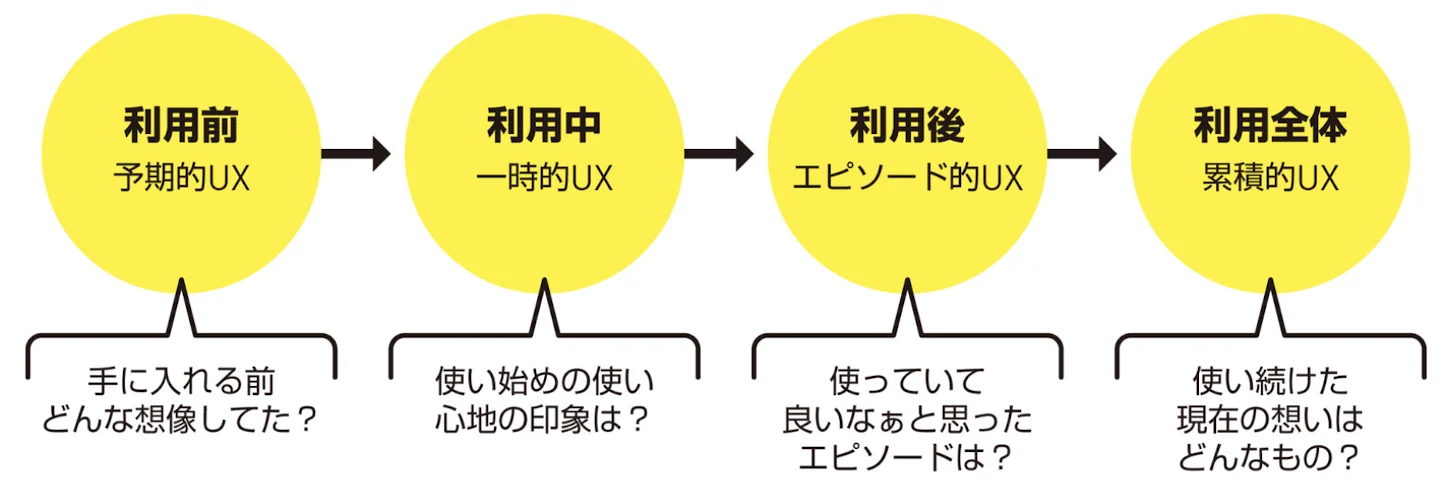 利用前
予期的UX
利用中
一時的UX
利用後
エピソード的UX
利用全体
累積的UX
手に入れる前
どんな想像してた？
使い始めの使い
心地の印象は？
使っていて
良いなぁと思った
エピソードは？
使い続けた
現在の想いは
どんなもの？